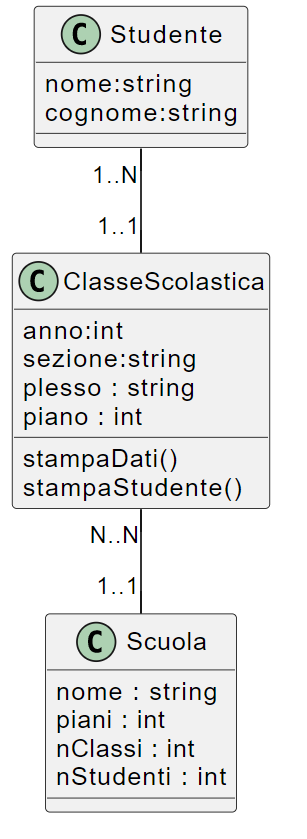 C Studente
nome:string
cognome:string
1..N
1..1
C ClasseScolastica
anno:int
sezione:string
plesso : string
piano : int
stampaDati()
stampaStudente()
N..N
1..1
C Scuola
nome : string
piani : int
nClassi : int
nStudenti : int